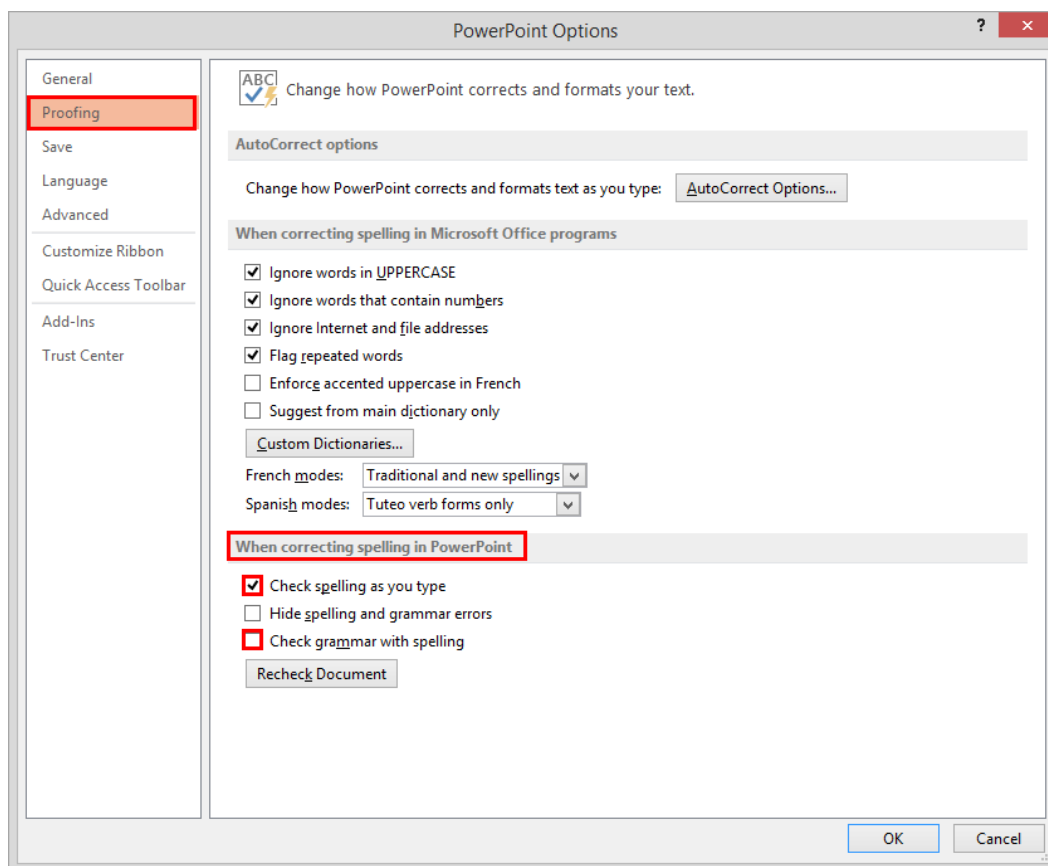 PowerPoint Options
?
General
Proofing
Save
Language
Advanced
Customize Ribbon
Quick Access Toolbar
Add-Ins
Trust Center
ABC
Change how PowerPoint corrects and formats your text.
AutoCorrect options
Change how PowerPoint corrects and formats text as you type: AutoCorrect Options...
When correcting spelling in Microsoft Office programs
Ignore words in UPPERCASE
Ignore words that contain numbers
Ignore Internet and file addresses
Flag repeated words
Enforce accented uppercase in French
Suggest from main dictionary only
Custom Dictionaries...
French modes: Traditional and new spellings
Spanish modes: Tuteo verb forms only
When correcting spelling in PowerPoint
Check spelling as you type
Hide spelling and grammar errors
Check grammar with spelling
Recheck Document
OK Cancel